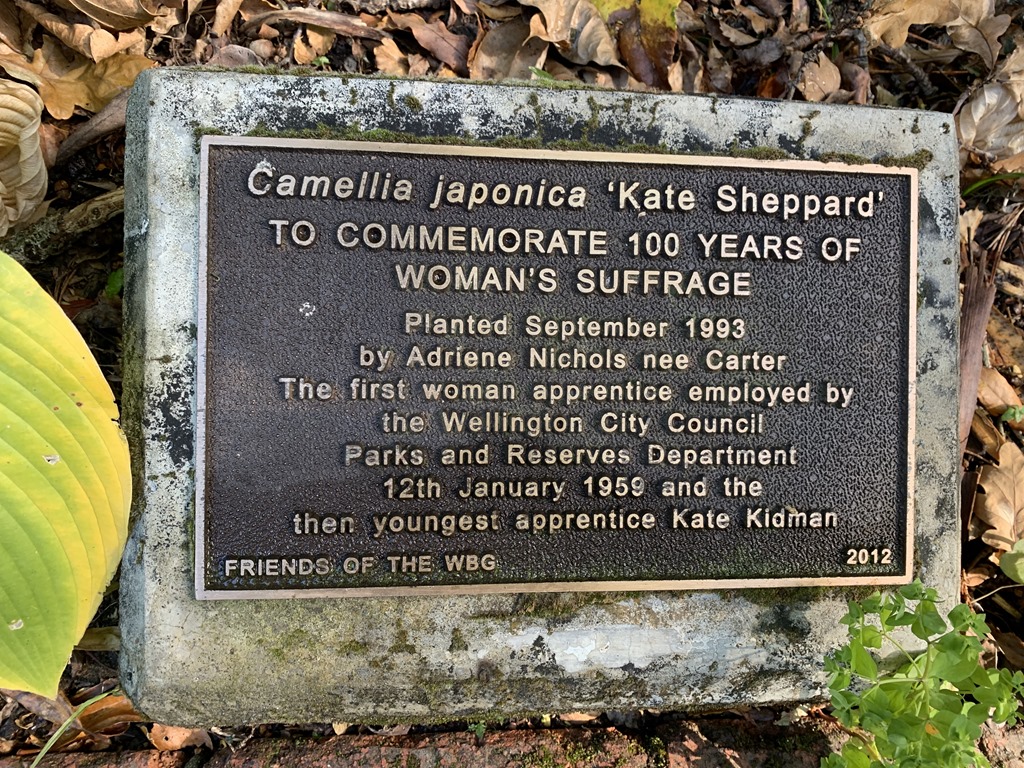 Camellia japonica ‘Kate Sheppard’
TO COMMEMORATE 100 YEARS OF
WOMAN'S SUFFRAGE
Planted September 1993
by Adriene Nichols nee Carter
The first woman apprentice employed by
the Wellington City Council
Parks and Reserves Department
12th January 1959 and the
then youngest apprentice Kate Kidman
FRIENDS OF THE WBG 2012